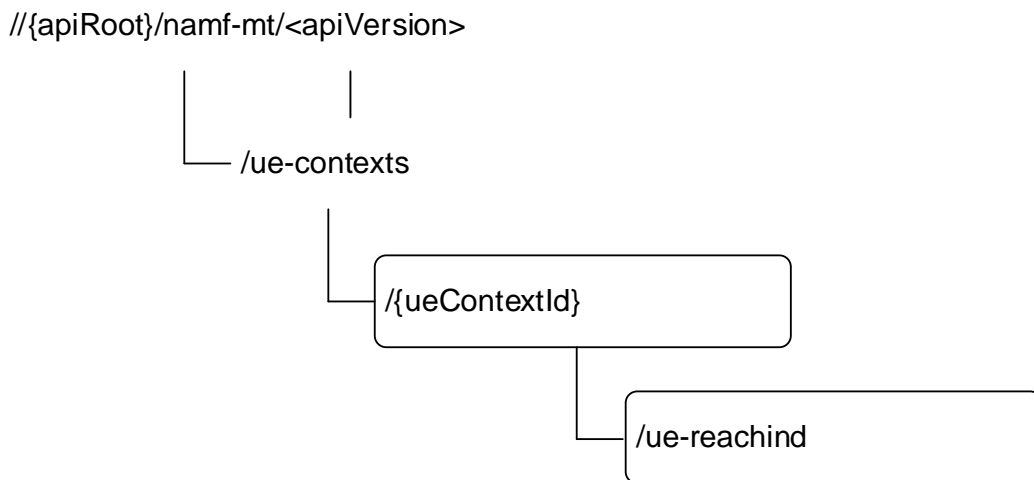 //{apiRoot}/namf-mt/<apiVersion>
/ue-contexts
/{ueContextId}
/ue-reachind